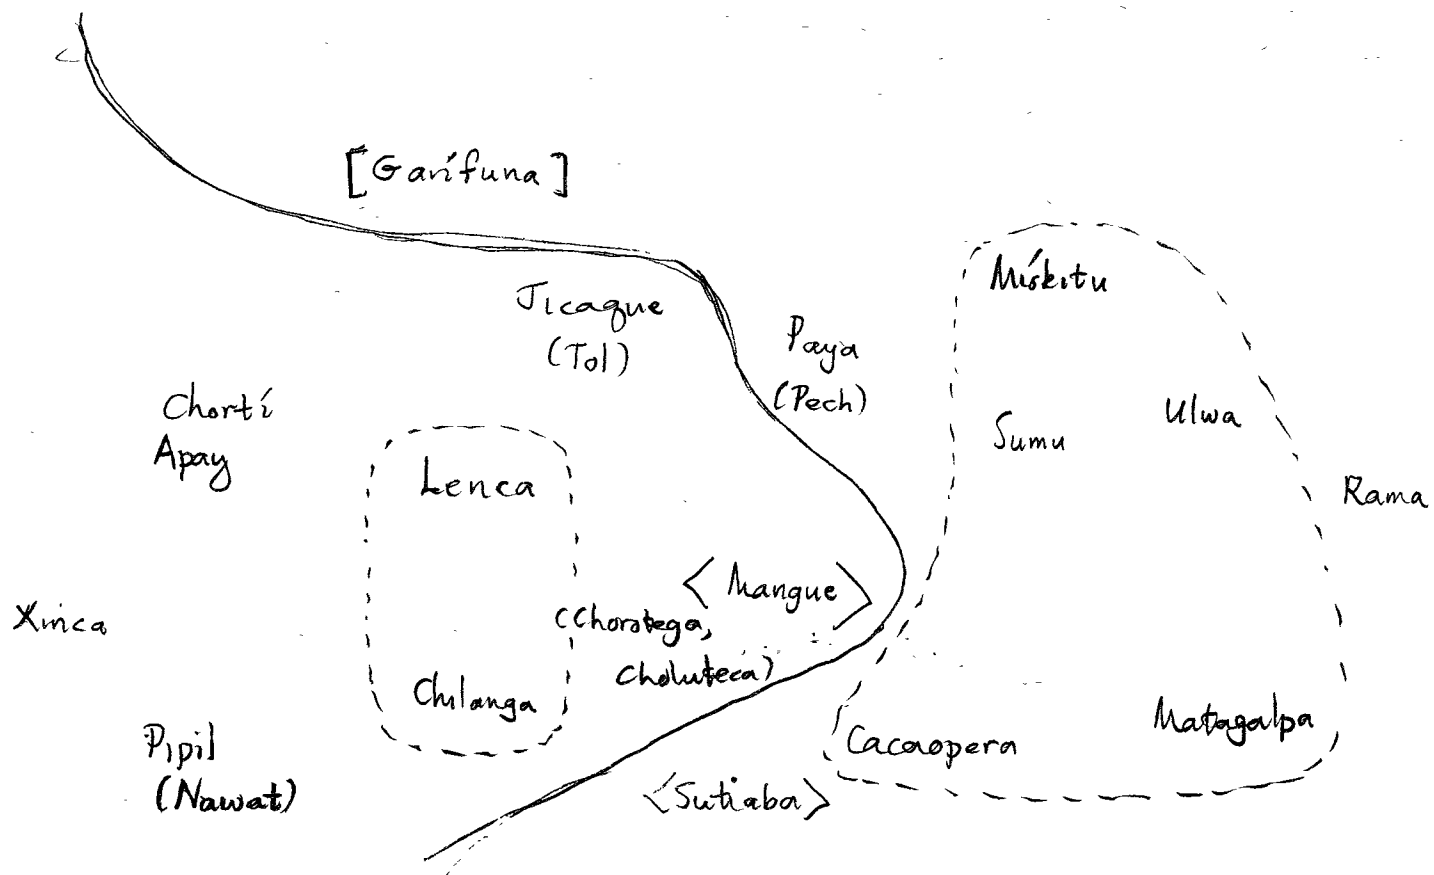 [Garífuna]
Mískitu
Jicaque
(Tol)
Paya
(Pech)
Chortí
Apay
Ulwa
Sumu
Lenca
Rama
<Mangue>
Xinca
(Chorotega,
Choluteca)
Chilanga
Matagalpa
Pipil
(Nawat)
Cacaopera
<Sutiaba>